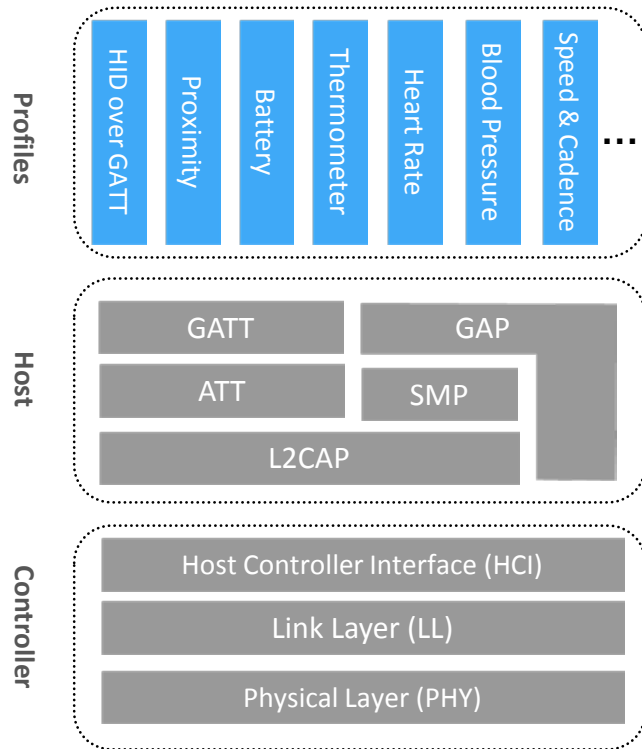 Profiles
HID over GATT
Proximity
Battery
Thermometer
Heart Rate
Blood Pressure
Speed & Cadence
...
Host
GATT
GAP
ATT
SMP
L2CAP
Controller
Host Controller Interface (HCI)
Link Layer (LL)
Physical Layer (PHY)